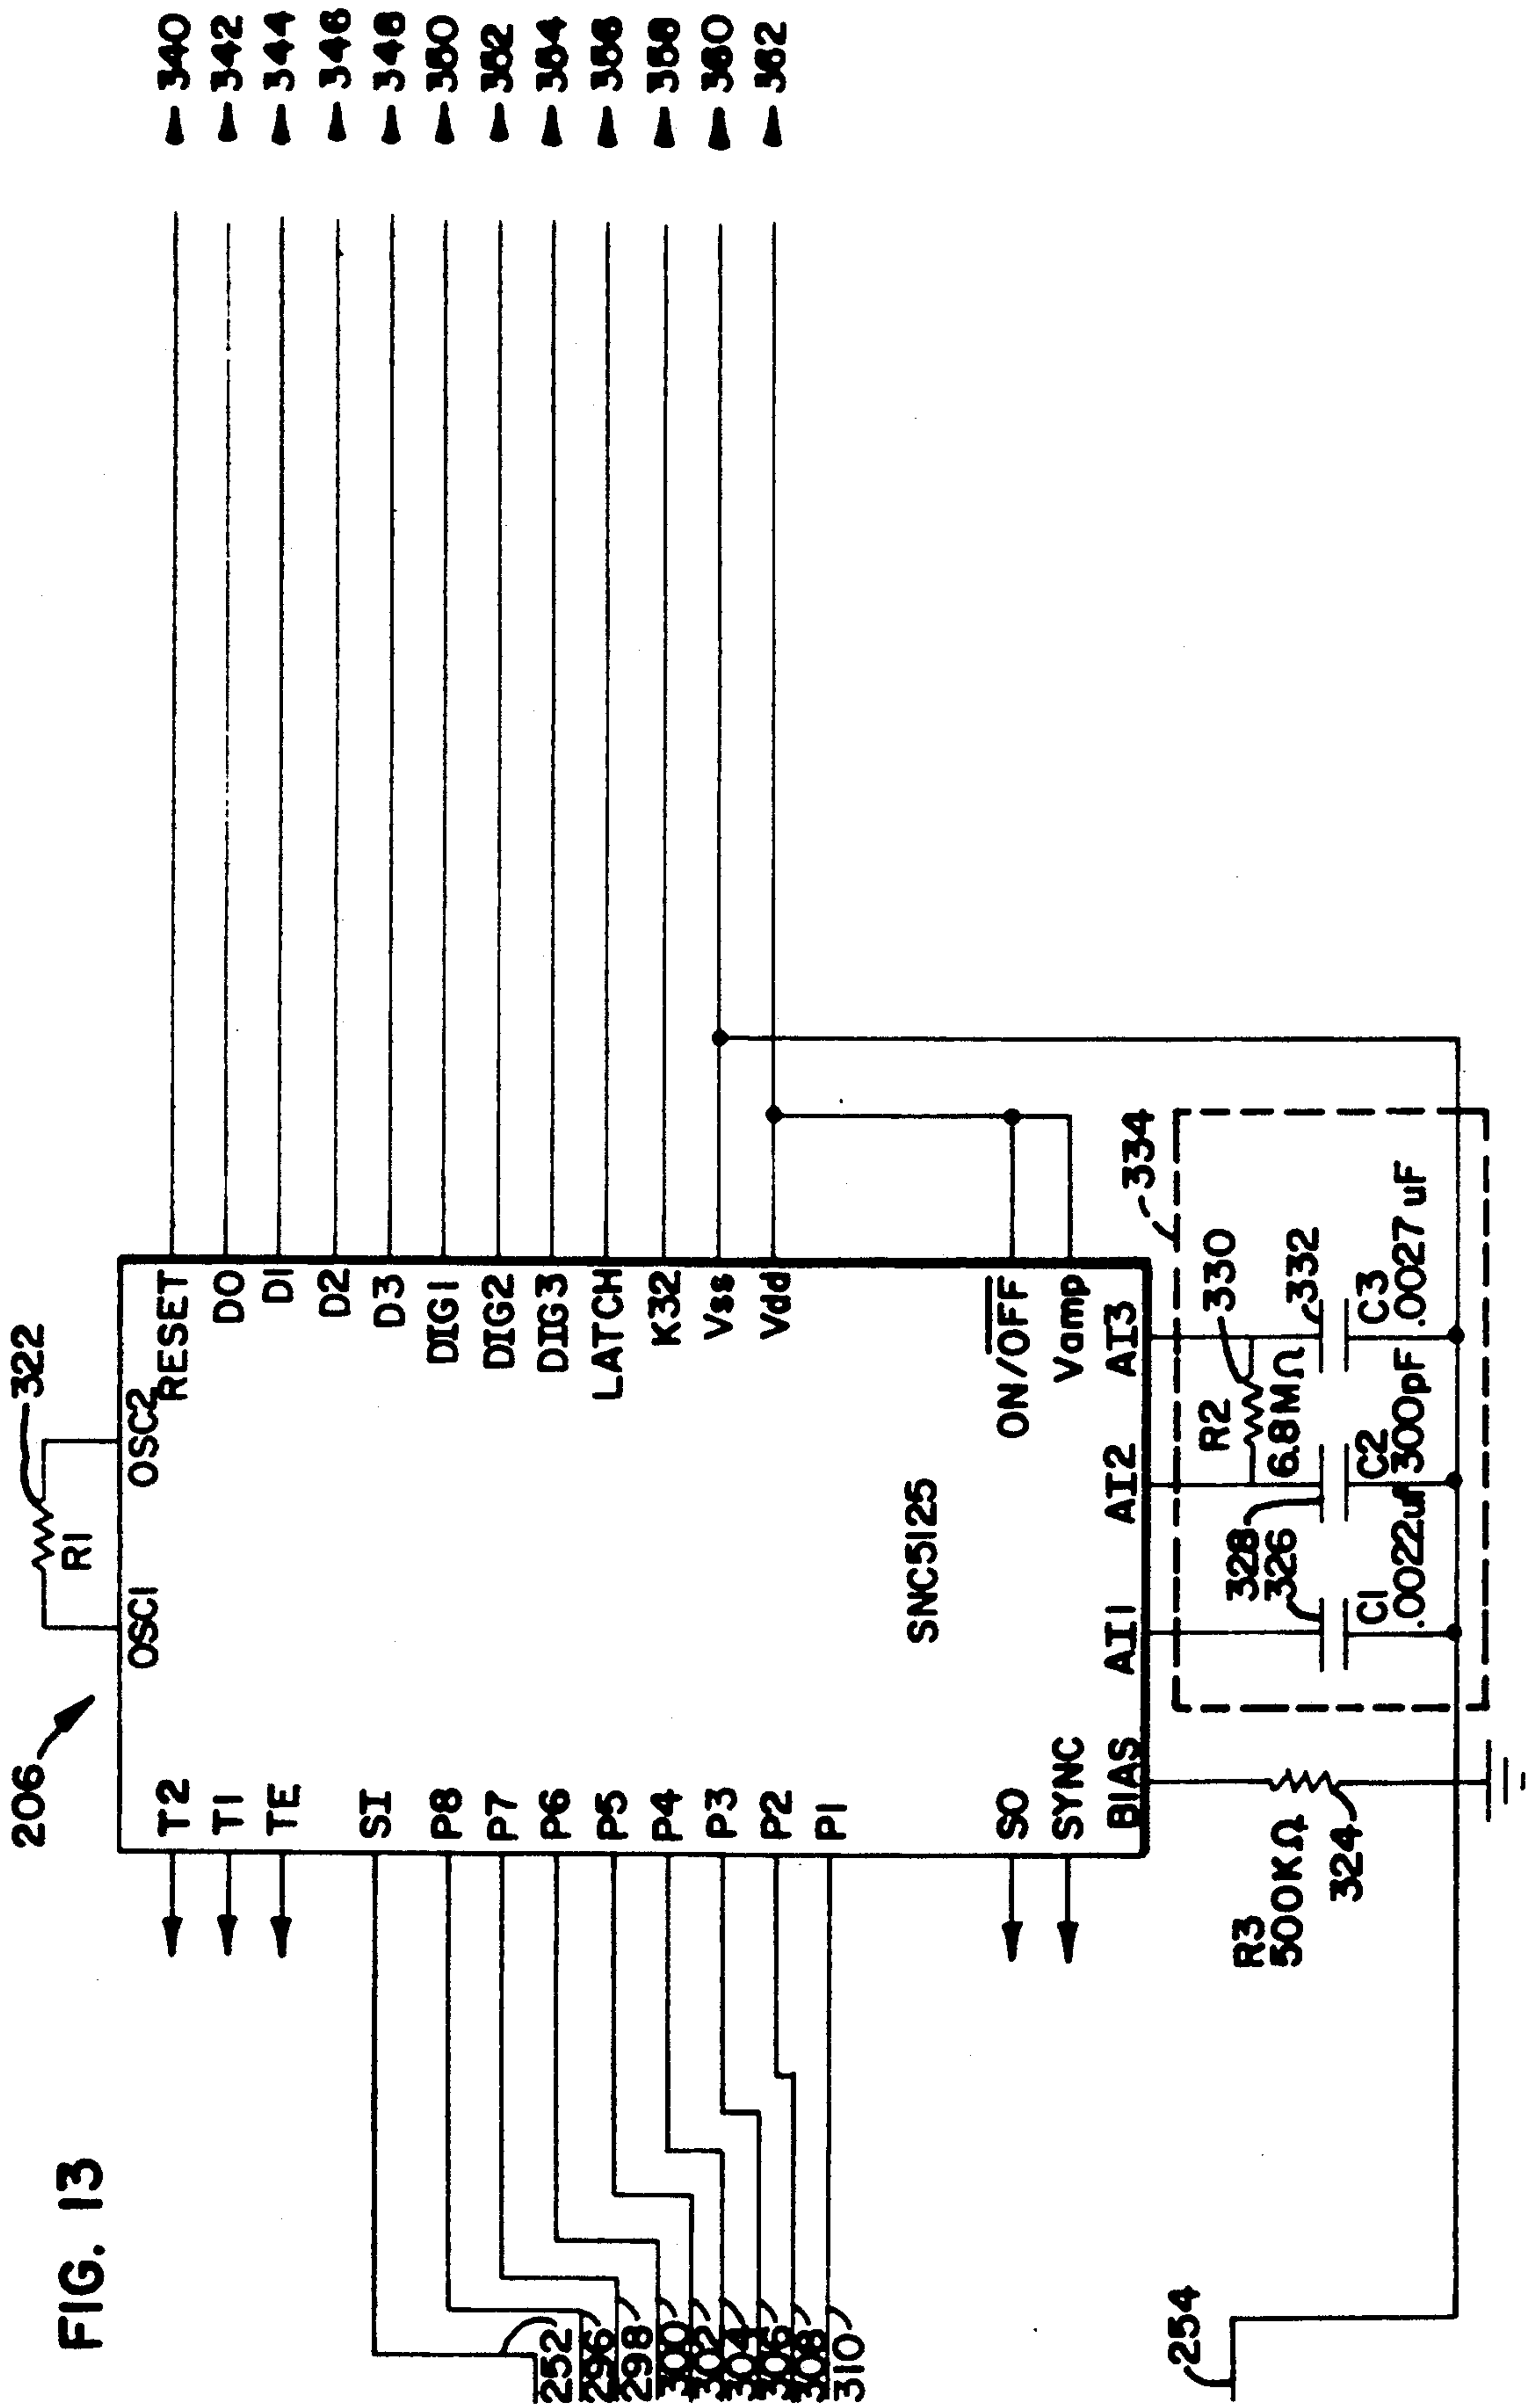 FIG. 13
206
R1
322
OSC1
OSC2
T2
T1
TE
SI
P8
P7
P6
P5
P4
P3
P2
P1
SO
SYNC
BIAS
AI1
AI2
AI3
SNC5125
RESET
D0
D1
D2
D3
DIG1
DIG2
DIG3
LATCH
K32
Vss
Vdd
ON/OFF
Vamp
340
342
344
346
348
350
352
354
356
358
360
362
252
296
298
300
302
304
306
308
310
254
R3
500KΩ
324
328
326
C1
.0022uf
R2
6.8MΩ
C2
300pF
330
332
C3
.0027uF
334